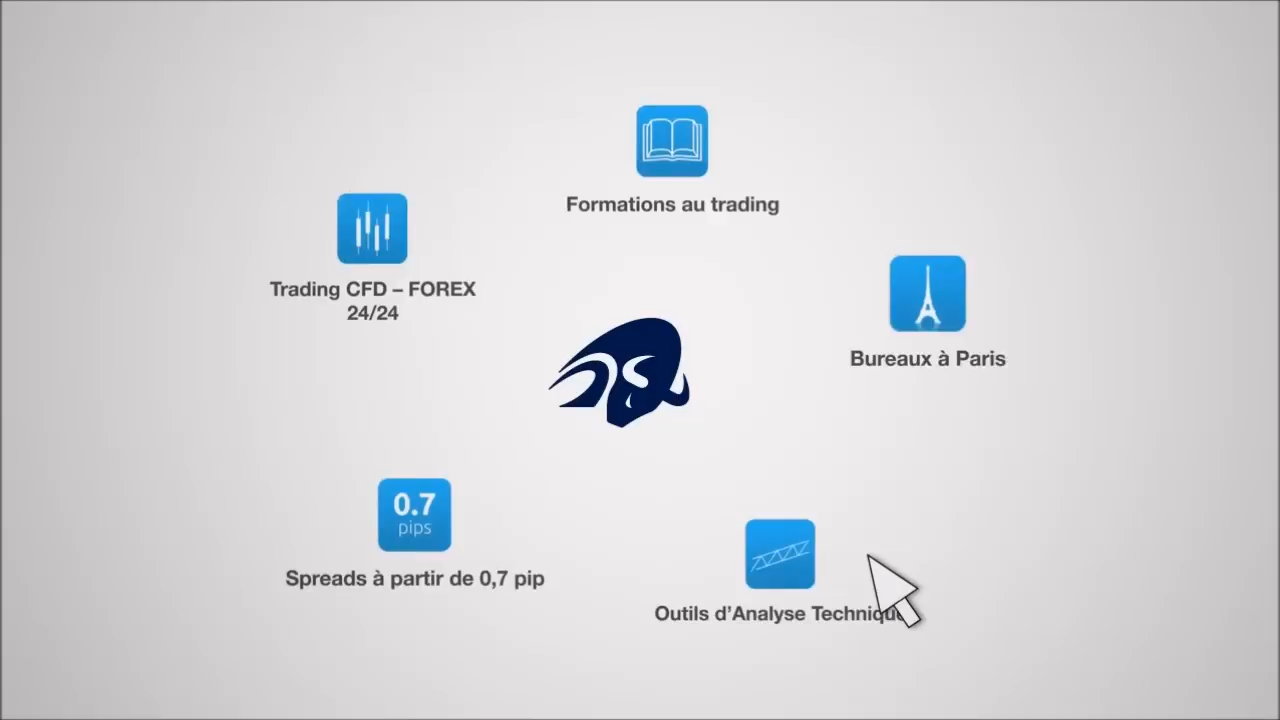 Formations au trading
Trading CFD – FOREX
24/24
Bureaux à Paris
0.7
pips
Spreads à partir de 0,7 pip
Outils d’Analyse Technique